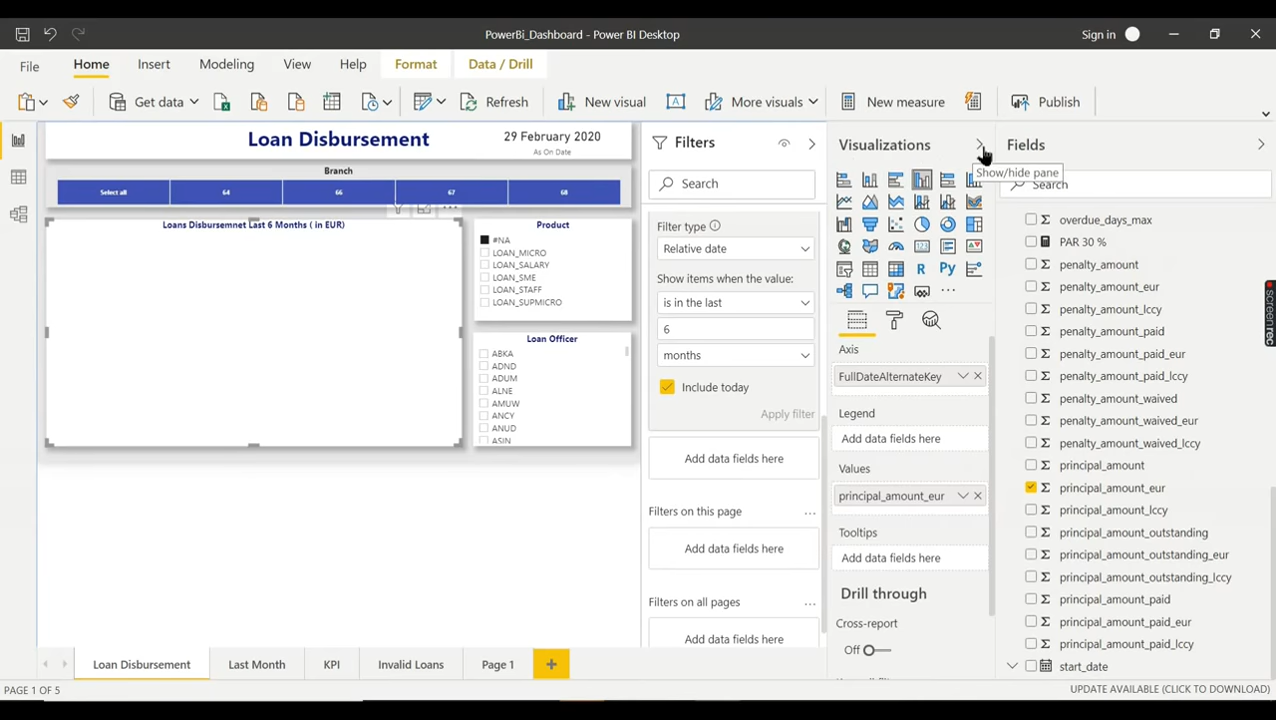 PowerBi_Dashboard - Power BI Desktop
Sign in
File
Home
Insert
Modeling
View
Help
Format
Data / Drill
Get data
Refresh
New visual
More visuals
New measure
Publish
Loan Disbursement
29 February 2020
As On Date
Branch
Select all
64
66
67
68
Loans Disbursemnet Last 6 Months ( in EUR)
Product
#NA
LOAN_MICRO
LOAN_SALARY
LOAN_SME
LOAN_STAFF
LOAN_SUPMICRO
Loan Officer
ABKA
ADND
ADUM
ALNE
AMUW
ANCY
ANUD
ASIN
Filters
Search
Filter type
Relative date
Show items when the value:
is in the last
6
months
Include today
Apply filter
Add data fields here
Filters on this page
...
Add data fields here
Filters on all pages
...
Add data fields here
Visualizations
Show/hide pane
R
Py
...
Axis
FullDateAlternateKey
Legend
Add data fields here
Values
principal_amount_eur
Tooltips
Add data fields here
Drill through
Cross-report
Off
Fields
Search
overdue_days_max
PAR 30 %
penalty_amount
penalty_amount_eur
penalty_amount_lccy
penalty_amount_paid
penalty_amount_paid_eur
penalty_amount_paid_lccy
penalty_amount_waived
penalty_amount_waived_eur
penalty_amount_waived_lccy
principal_amount
principal_amount_eur
principal_amount_lccy
principal_amount_outstanding
principal_amount_outstanding_eur
principal_amount_outstanding_lccy
principal_amount_paid
principal_amount_paid_eur
principal_amount_paid_lccy
start_date
screenrec
Loan Disbursement
Last Month
KPI
Invalid Loans
Page 1
PAGE 1 OF 5
UPDATE AVAILABLE (CLICK TO DOWNLOAD)